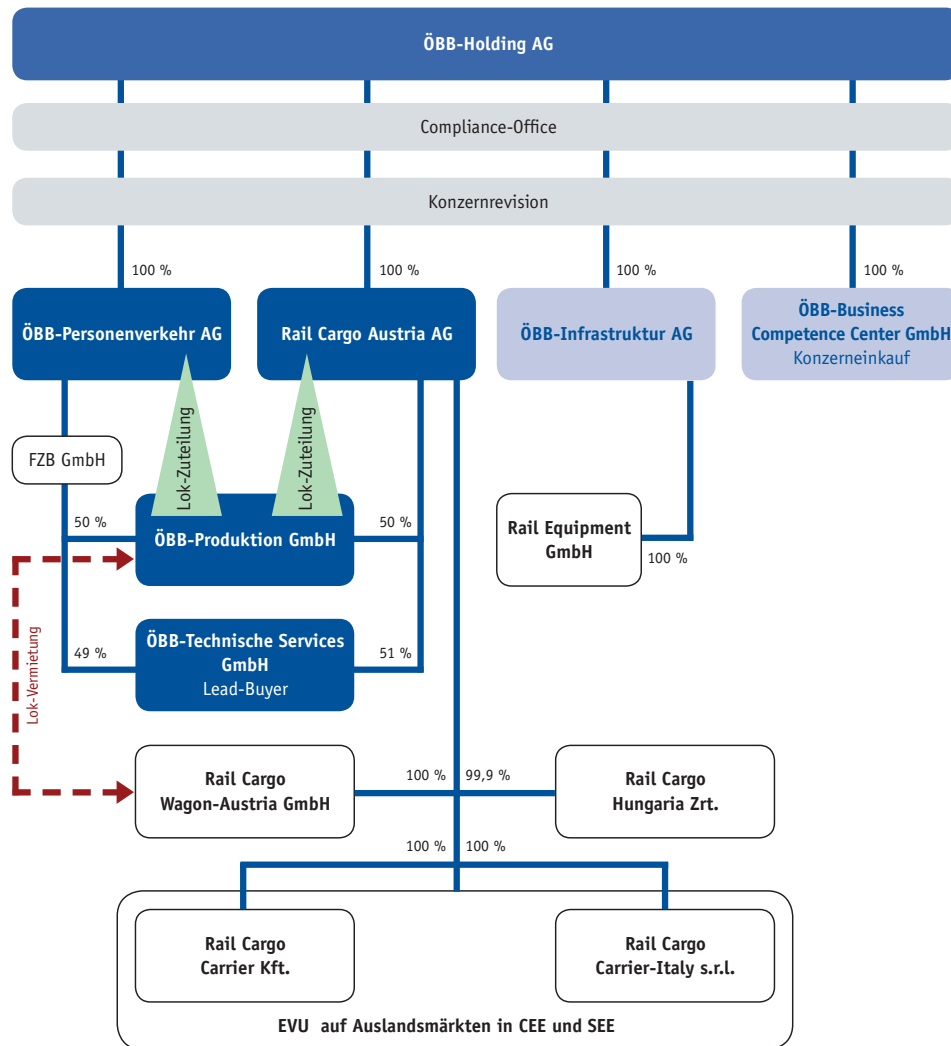 ÖBB-Holding AG
Compliance-Office
Konzernrevision
100 %
100 %
100 %
100 %
ÖBB-Personenverkehr AG
Rail Cargo Austria AG
ÖBB-Infrastruktur AG
ÖBB-Business
Competence Center GmbH
Konzerneinkauf
Lok-Zuteilung
Lok-Zuteilung
FZB GmbH
50 %
ÖBB-Produktion GmbH
50 %
Rail Equipment
GmbH
100 %
Lok-Vermietung
49 %
ÖBB-Technische Services
GmbH
Lead-Buyer
51 %
Rail Cargo
Wagon-Austria GmbH
100 %
99,9 %
Rail Cargo
Hungaria Zrt.
100 %
100 %
Rail Cargo
Carrier Kft.
Rail Cargo
Carrier-Italy s.r.l.
EVU auf Auslandsmärkten in CEE und SEE